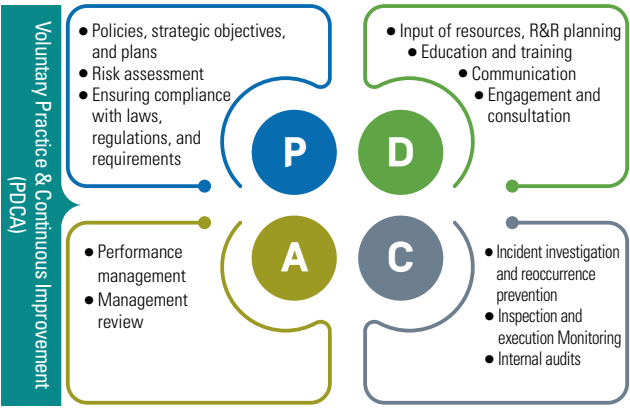 Voluntary Practice & Continuous Improvement
(PDCA)
● Policies, strategic objectives,
and plans
● Risk assessment
● Ensuring compliance
with laws,
regulations, and
requirements
P
● Input of resources, R&R planning
● Education and training
● Communication
● Engagement and
consultation
D
● Performance
management
● Management
review
A
C
● Incident investigation
and reoccurrence
prevention
● Inspection and
execution Monitoring
● Internal audits